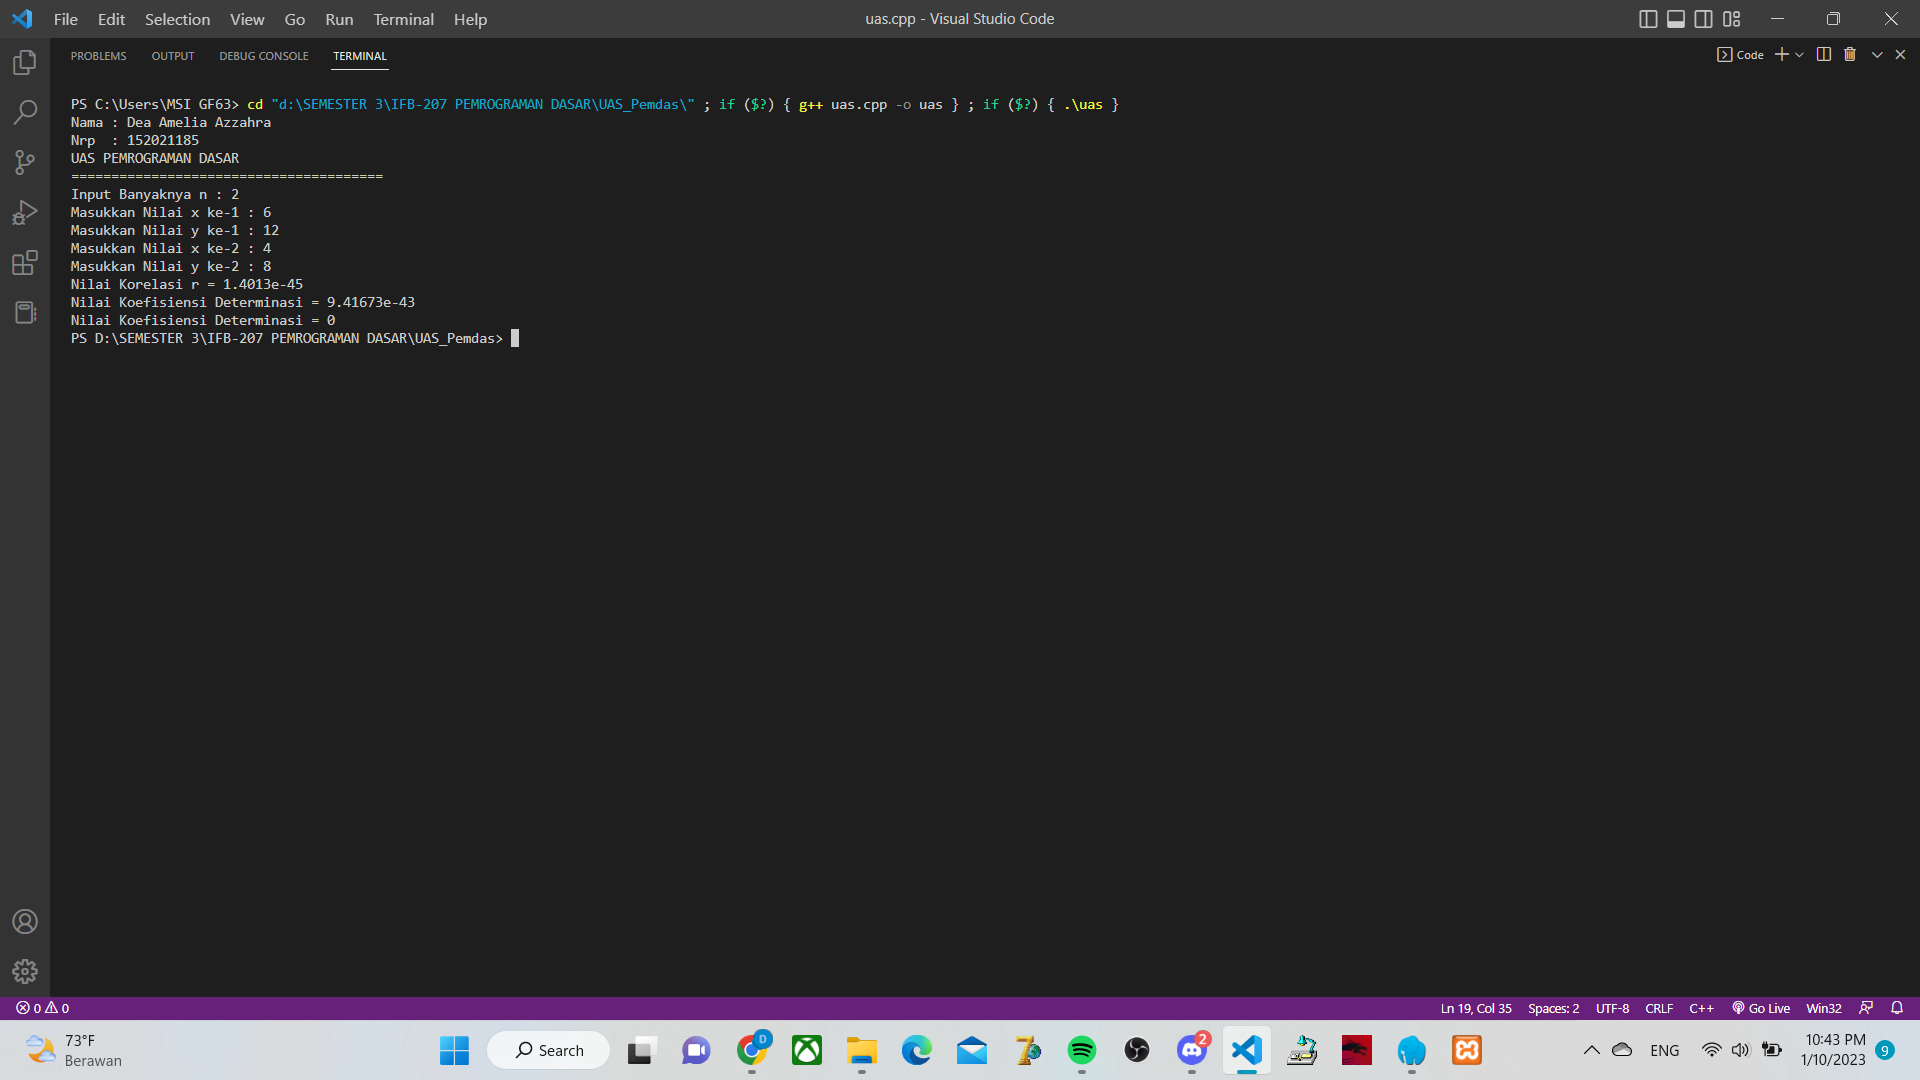 File Edit Selection View Go Run Terminal Help
uas.cpp - Visual Studio Code
PROBLEMS OUTPUT DEBUG CONSOLE TERMINAL
Code
PS C:\Users\MSI GF63> cd "d:\SEMESTER 3\IFB-207 PEMROGRAMAN DASAR\UAS_Pemdas\" ; if ($?) { g++ uas.cpp -o uas } ; if ($?) { .\uas }
Nama : Dea Amelia Azzahra
Nrp  : 152021185
UAS PEMROGRAMAN DASAR
=======================================
Input Banyaknya n : 2
Masukkan Nilai x ke-1 : 6
Masukkan Nilai y ke-1 : 12
Masukkan Nilai x ke-2 : 4
Masukkan Nilai y ke-2 : 8
Nilai Korelasi r = 1.4013e-45
Nilai Koefisiensi Determinasi = 9.41673e-43
Nilai Koefisiensi Determinasi = 0
PS D:\SEMESTER 3\IFB-207 PEMROGRAMAN DASAR\UAS_Pemdas>
0 0
Ln 19, Col 35 Spaces: 2 UTF-8 CRLF C++ Go Live Win32
73°F
Berawan
Search
D
2
ENG
10:43 PM
1/10/2023
9